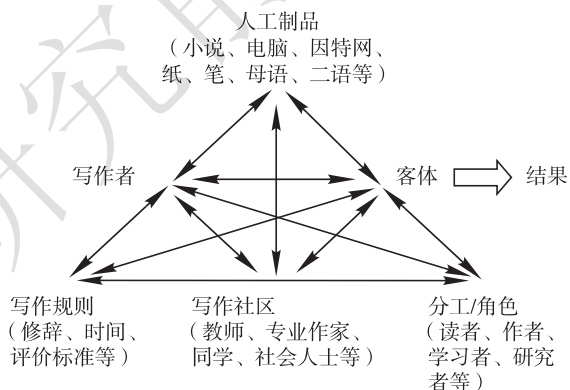 人工制品
（小说、电脑、因特网、
纸、笔、母语、二语等）
写作者
客体
结果
写作规则
（修辞、时间、
评价标准等）
写作社区
（教师、专业作家、
同学、社会人士等）
分工/角色
（读者、作者、
学习者、研究
者等）